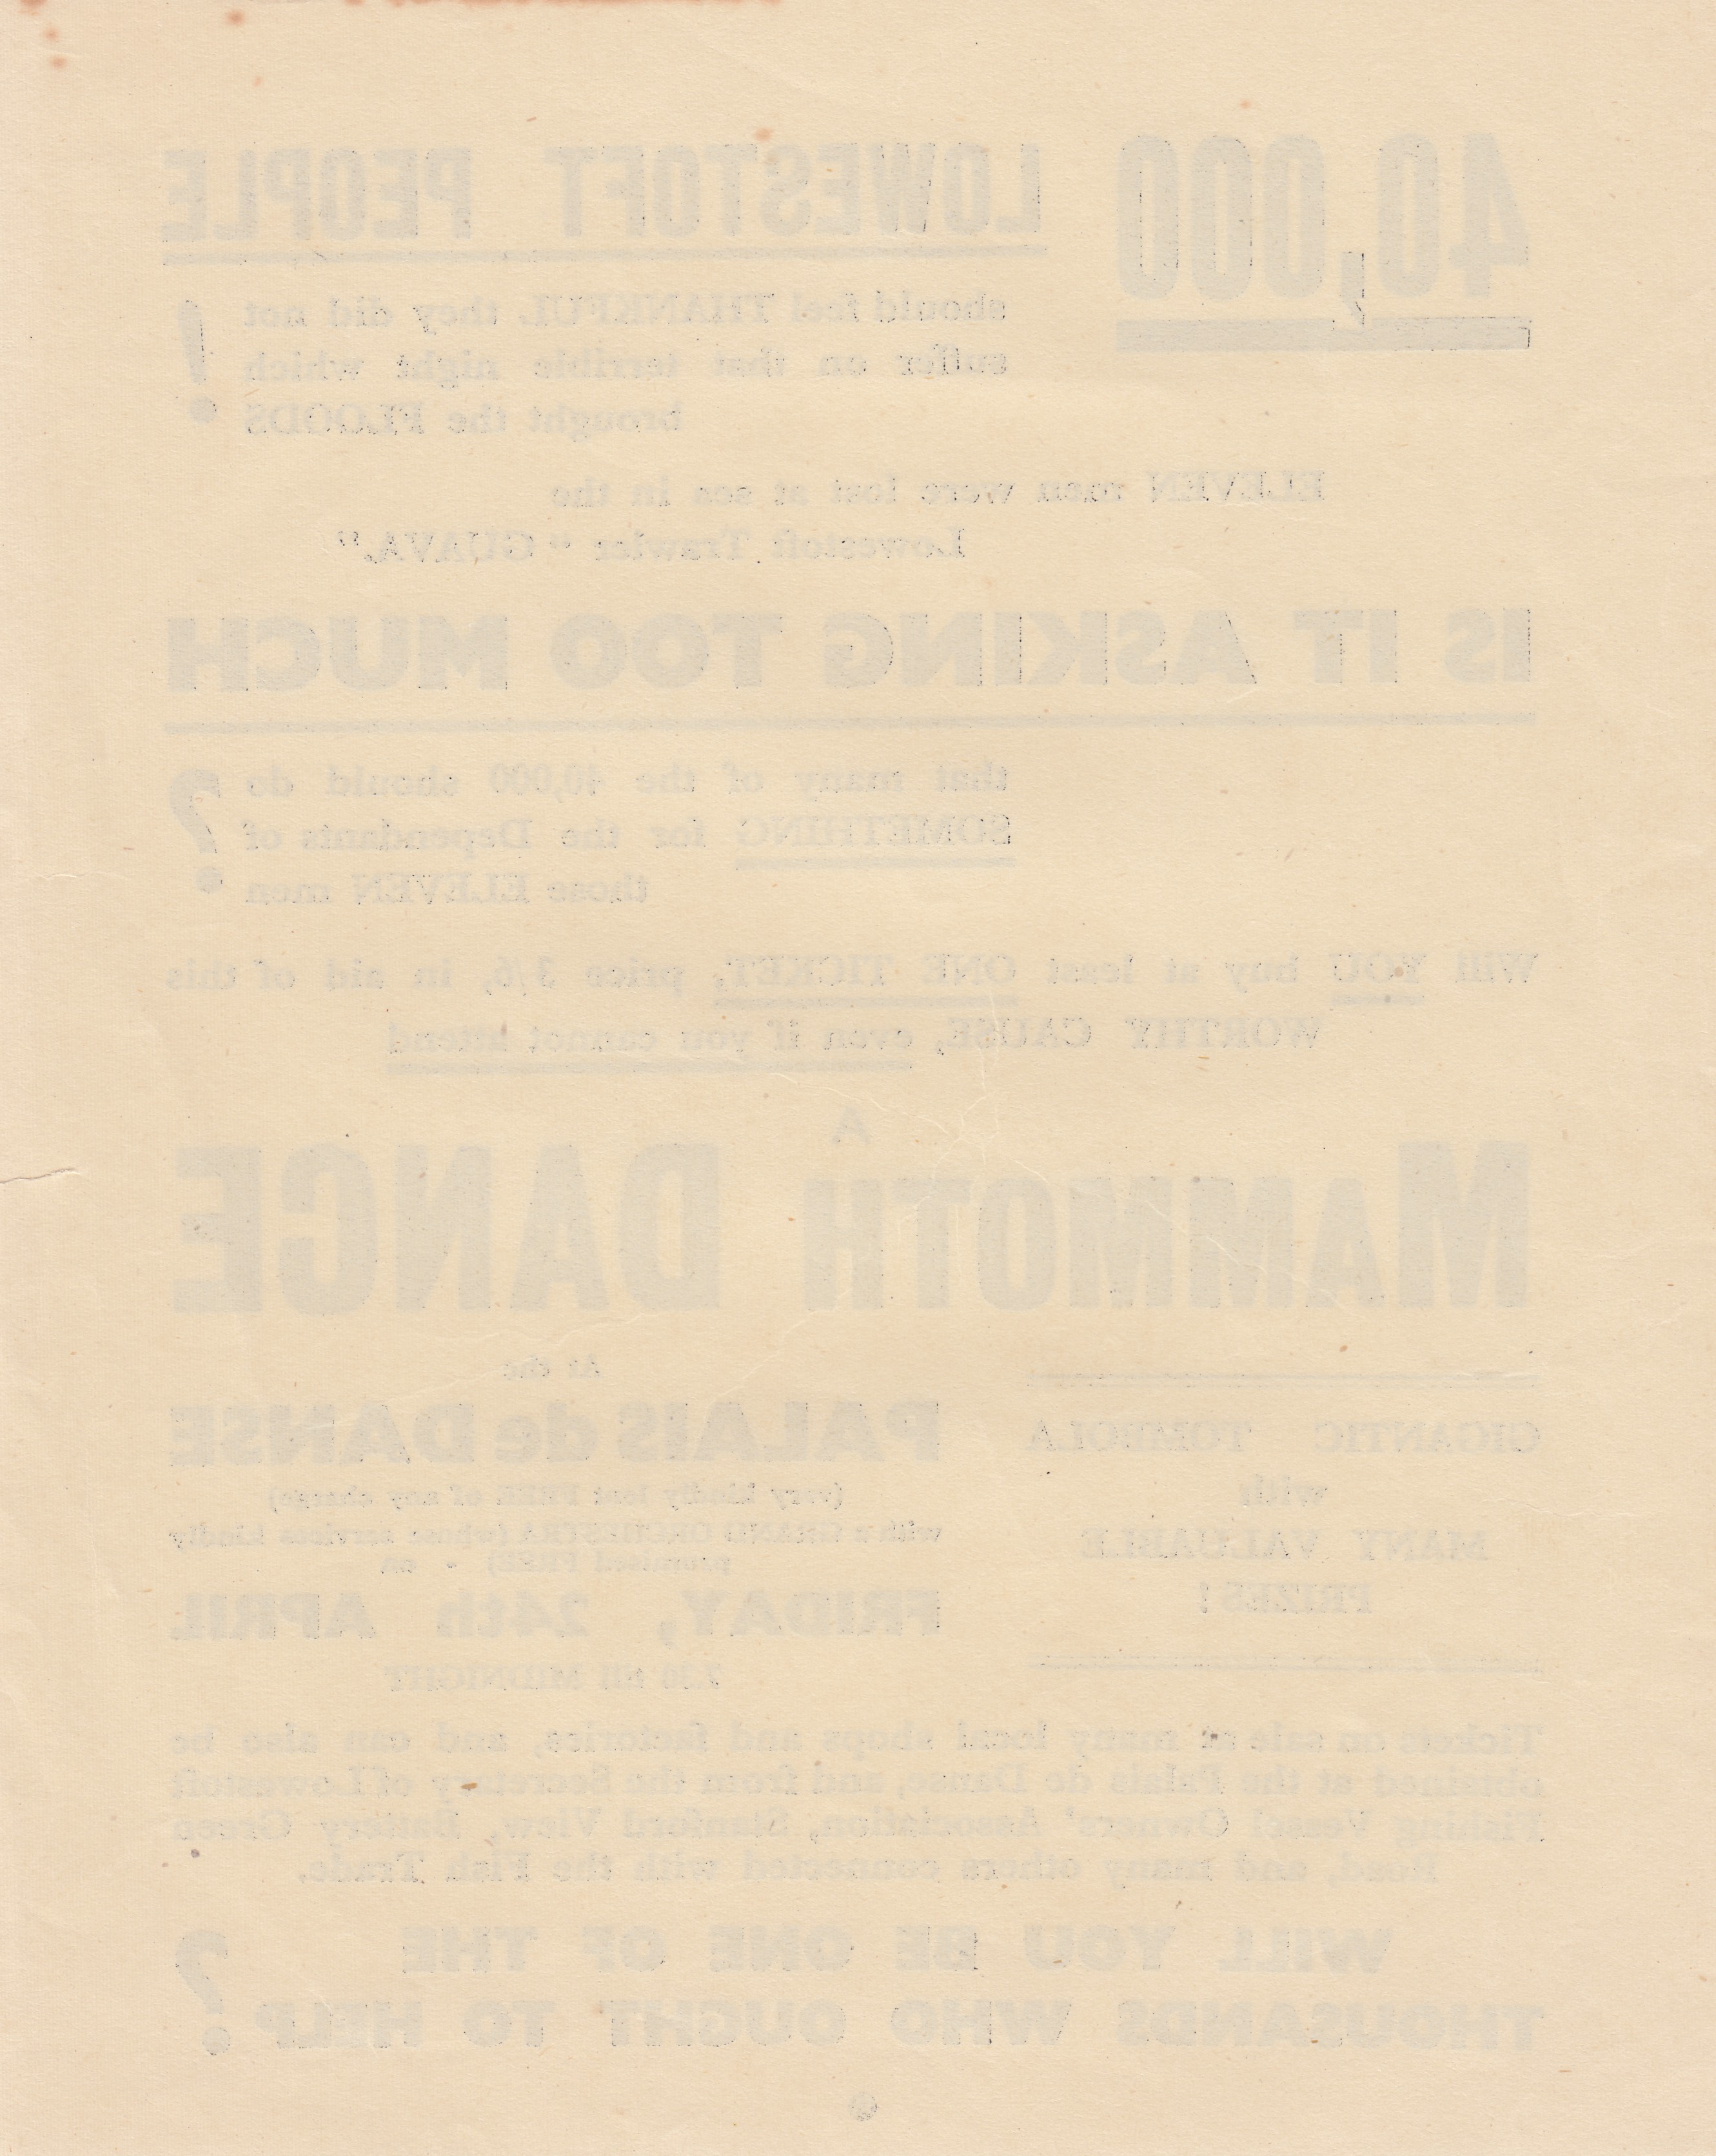 40,000 LOWESTOFT PEOPLE
should feel THANKFUL they did not
suffer on that terrible night which
brought the FLOODS !
ELEVEN men were lost at sea in the
Lowestoft Trawler "GUAVA"
IS IT ASKING TOO MUCH
that many of the 40,000 should do
SOMETHING for the Dependants of
those ELEVEN men ?
Will YOU buy at least ONE TICKET, price 3/6, in aid of this
WORTHY CAUSE, even if you cannot attend
A
MAMMOTH DANCE
GIGANTIC TOMBOLA
with
MANY VALUABLE
PRIZES !
At the
PALAIS de DANSE
(very kindly lent FREE of any charge)
with a GRAND ORCHESTRA (whose services kindly
promised FREE) - on
FRIDAY, 24th APRIL
7.30 till MIDNIGHT
Tickets on sale at many local shops and factories, and can also be
obtained at the Palais de Danse, and from the Secretary of Lowestoft
Fishing Vessel Owners' Association, Stanford View, Battery Green
Road, and many others connected with the Fish Trade.
WILL YOU BE ONE OF THE
THOUSANDS WHO OUGHT TO HELP ?